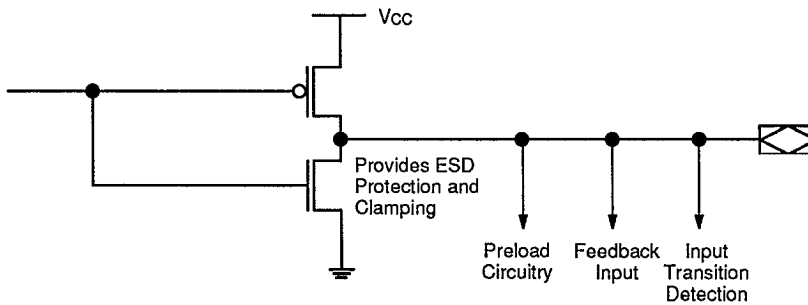 VCC
Provides ESD
Protection and
Clamping
Preload
Circuitry
Feedback
Input
Input
Transition
Detection